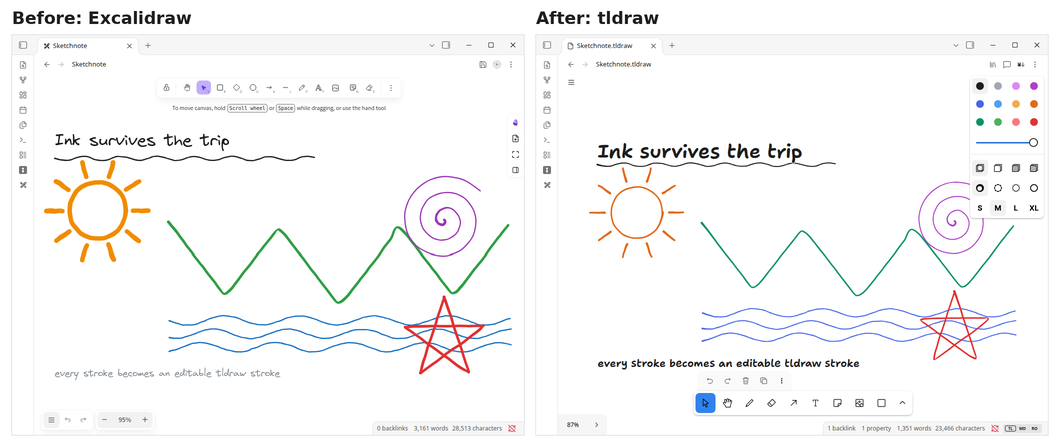 Before: Excalidraw
Sketchnote
Sketchnote
To move canvas, hold Scroll wheel or Space while dragging, or use the hand tool
Ink survives the trip
every stroke becomes an editable tldraw stroke
95%
0 backlinks 3,161 words 28,513 characters
After: tldraw
Sketchnote.tldraw
Sketchnote.tldraw
S M L XL
Ink survives the trip
every stroke becomes an editable tldraw stroke
87%
1 backlink 1 property 1,351 words 23,466 characters